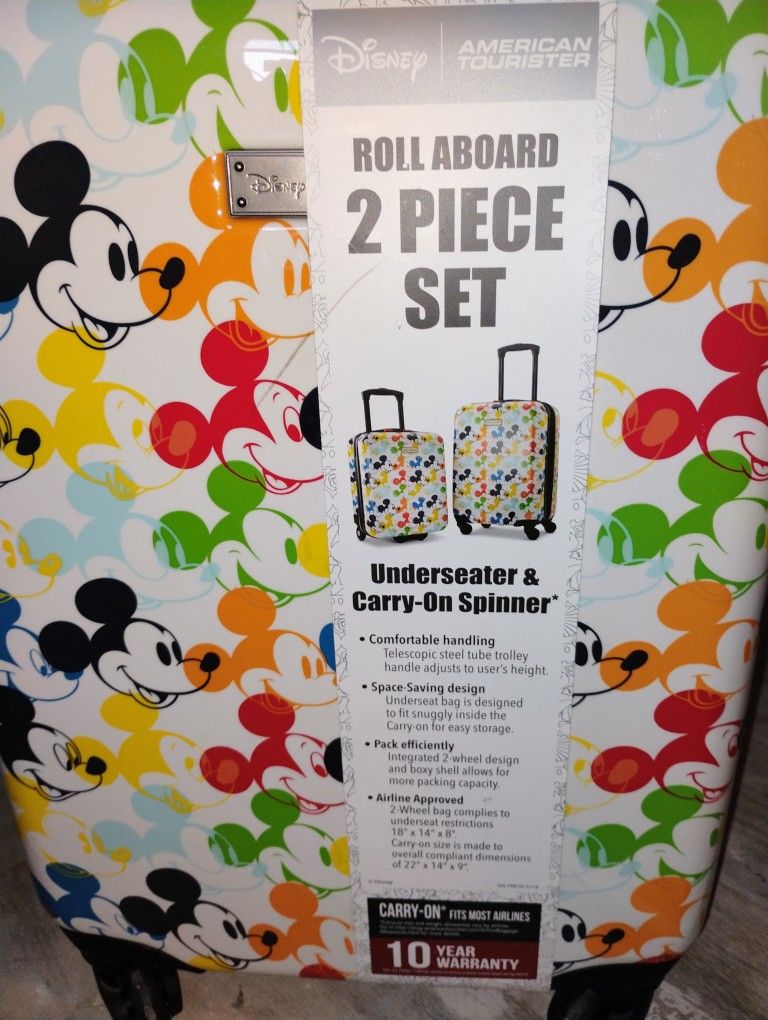 Disney | AMERICAN TOURISTER
Disney
ROLL ABOARD
2 PIECE
SET
Underseater &
Carry-On Spinner*
• Comfortable handling
Telescopic steel tube trolley
handle adjusts to user's height.
• Space-Saving design
Underseat bag is designed
to fit snuggly inside the
Carry-on for easy storage.
• Pack efficiently
Integrated 2-wheel design
and boxy shell allows for
more packing capacity.
• Airline Approved
2-Wheel bag complies to
underseat restrictions
18" x 14" x 8".
Carry-on size is made to
overall compliant dimensions
of 22" x 14" x 9".
© Disney
CARRY-ON* FITS MOST AIRLINES
10 YEAR
WARRANTY